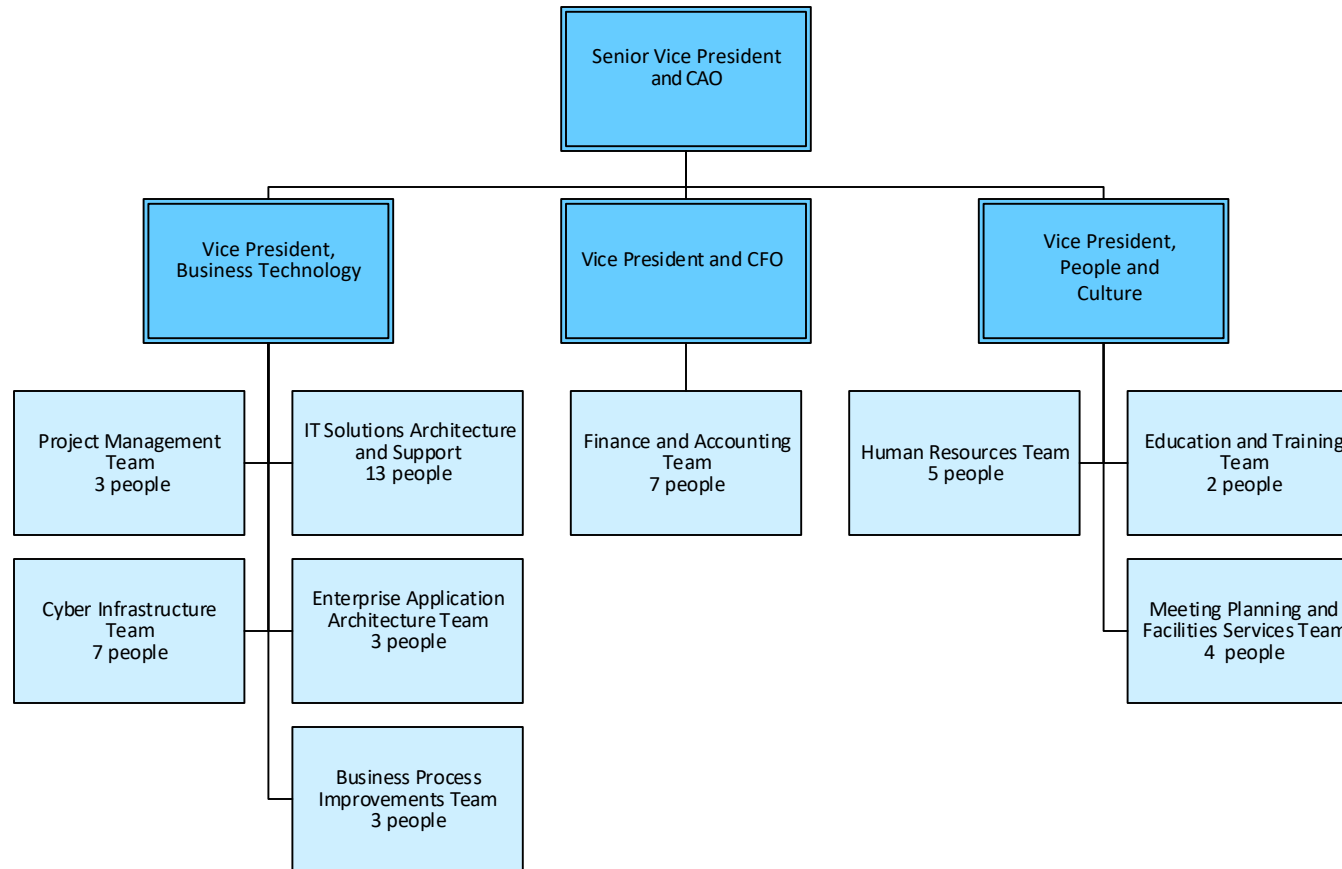 Senior Vice President
and CAO
Vice President,
Business Technology
Vice President and CFO
Vice President,
People and
Culture
Project Management
Team
3 people
IT Solutions Architecture
and Support
13 people
Finance and Accounting
Team
7 people
Human Resources Team
5 people
Education and Training
Team
2 people
Cyber Infrastructure
Team
7 people
Enterprise Application
Architecture Team
3 people
Meeting Planning and
Facilities Services Team
4 people
Business Process
Improvements Team
3 people